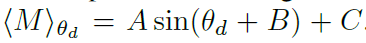 ⟨M⟩θd = A sin(θd + B) + C.